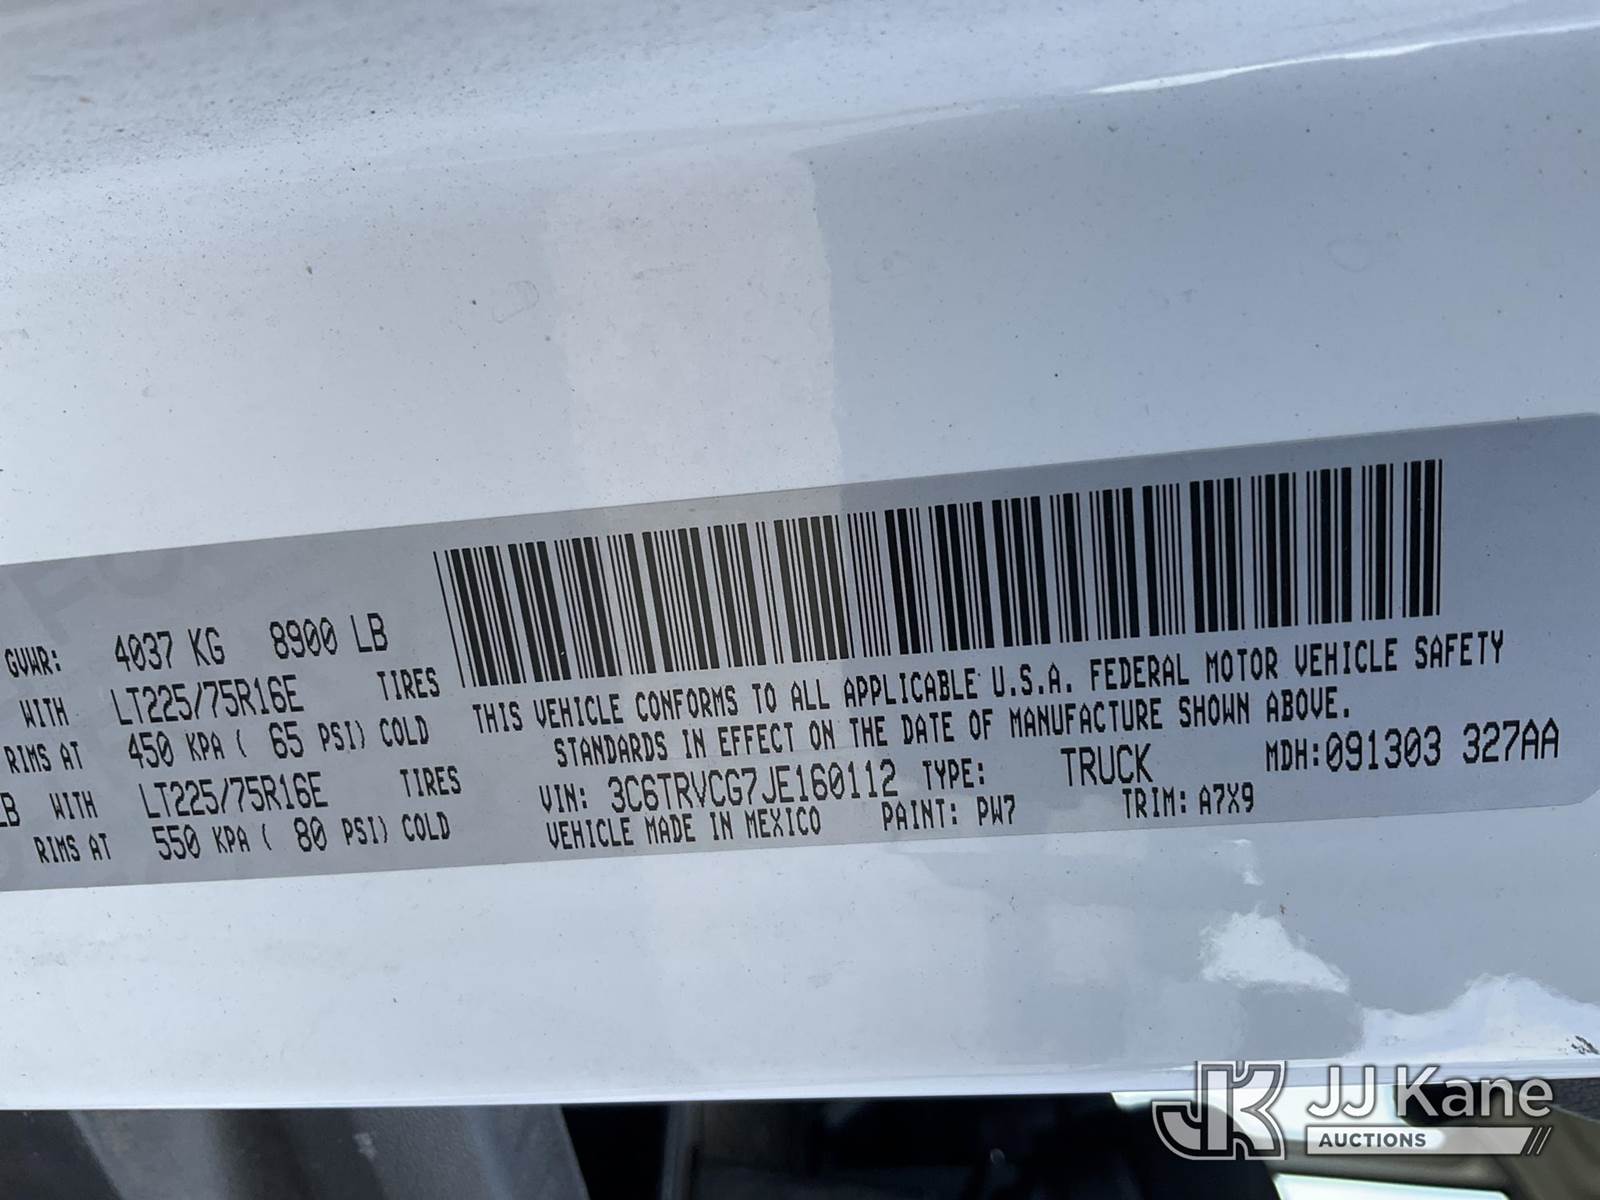 GVWR: 4037 KG 8900 LB
WITH LT225/75R16E TIRES
RIMS AT 450 KPA ( 65 PSI) COLD
LB WITH LT225/75R16E TIRES
RIMS AT 550 KPA ( 80 PSI) COLD
THIS VEHICLE CONFORMS TO ALL APPLICABLE U.S.A. FEDERAL MOTOR VEHICLE SAFETY
STANDARDS IN EFFECT ON THE DATE OF MANUFACTURE SHOWN ABOVE.
VIN: 3C6TRVCG7JE160112 TYPE: TRUCK MDH:091303 327AA
VEHICLE MADE IN MEXICO PAINT: PW7 TRIM: A7X9
JK JJ Kane
AUCTIONS